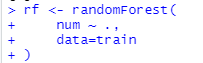 > rf <- randomForest(
+     num ~ .,
+     data=train
+ )